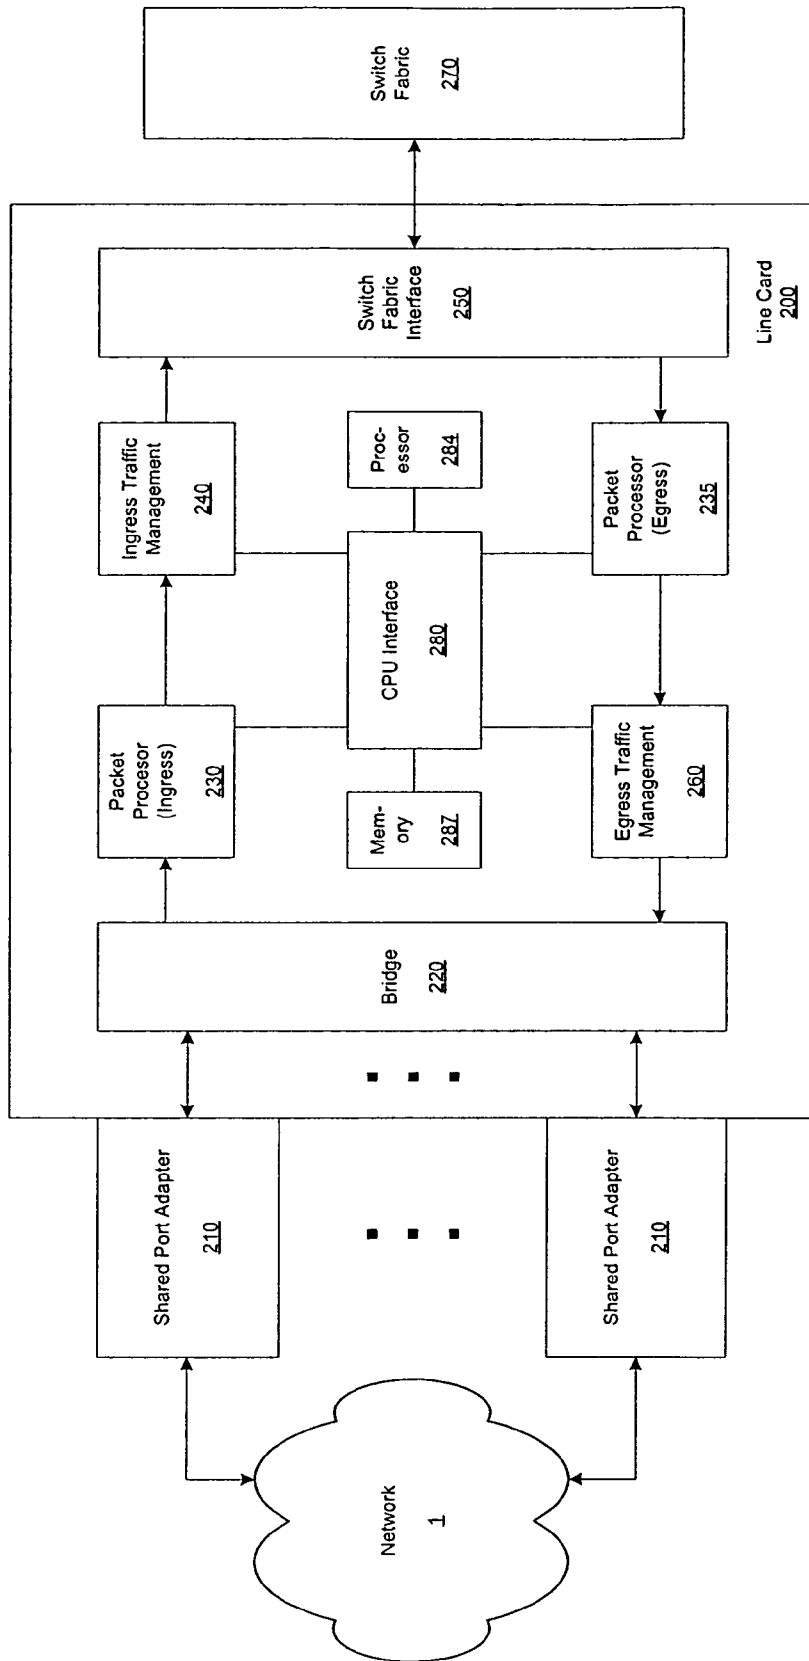 Network
1
Shared Port Adapter
210
Shared Port Adapter
210
Bridge
220
Packet
Procesor
(Ingress)
230
Ingress Traffic
Management
240
Mem-
ory
287
CPU Interface
280
Proc-
essor
284
Egress Traffic
Management
260
Packet
Processor
(Egress)
235
Switch
Fabric
Interface
250
Line Card
200
Switch
Fabric
270